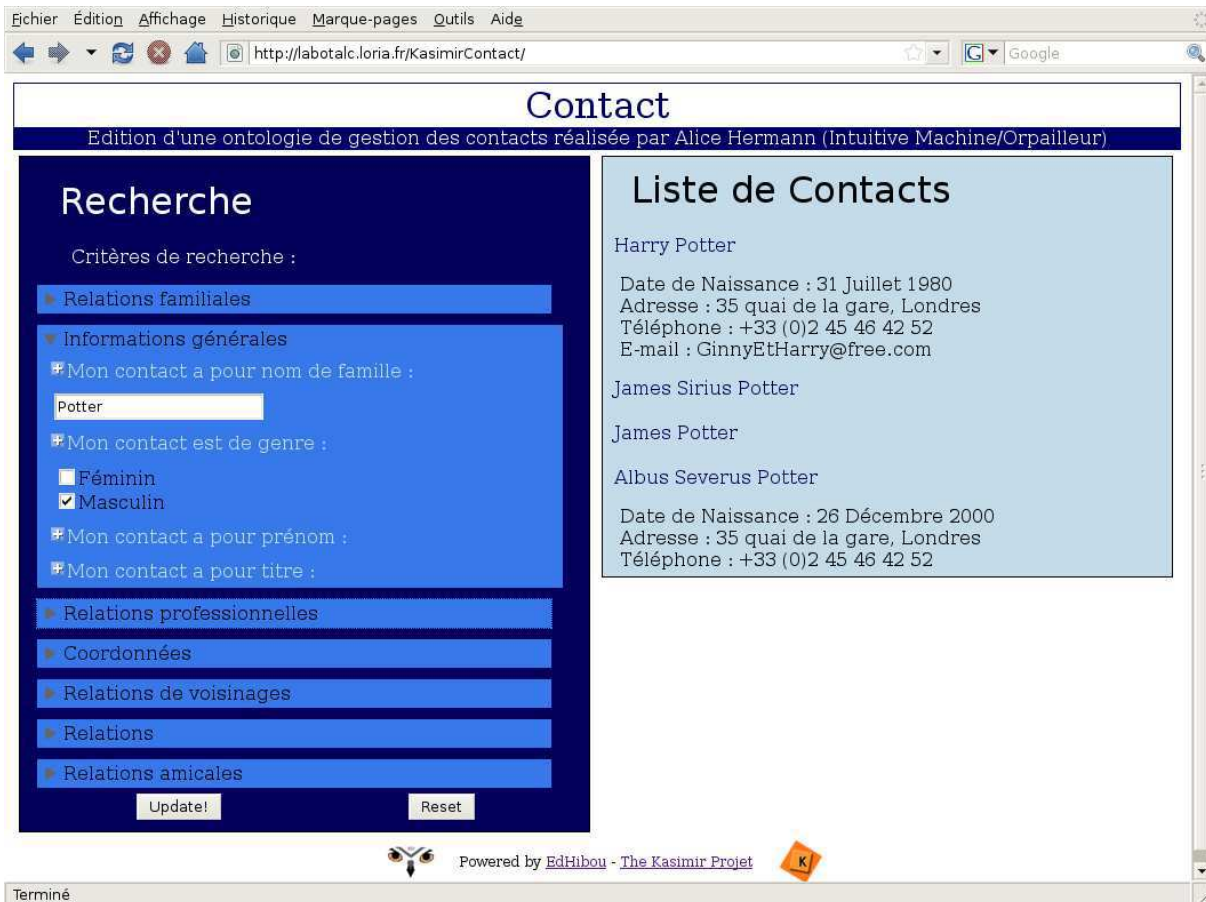 Fichier Édition Affichage Historique Marque-pages Outils Aide
http://labotalc.loria.fr/KasimirContact/
G Google
Contact
Edition d'une ontologie de gestion des contacts réalisée par Alice Hermann (Intuitive Machine/Orpailleur)
Recherche
Critères de recherche :
Relations familiales
Informations générales
Mon contact a pour nom de famille :
Potter
Mon contact est de genre :
Féminin
Masculin
Mon contact a pour prénom :
Mon contact a pour titre :
Relations professionnelles
Coordonnées
Relations de voisinages
Relations
Relations amicales
Update! Reset
Liste de Contacts
Harry Potter
Date de Naissance : 31 Juillet 1980
Adresse : 35 quai de la gare, Londres
Téléphone : +33 (0)2 45 46 42 52
E-mail : GinnyEtHarry@free.com
James Sirius Potter
James Potter
Albus Severus Potter
Date de Naissance : 26 Décembre 2000
Adresse : 35 quai de la gare, Londres
Téléphone : +33 (0)2 45 46 42 52
Powered by EdHibou - The Kasimir Projet
K
Terminé